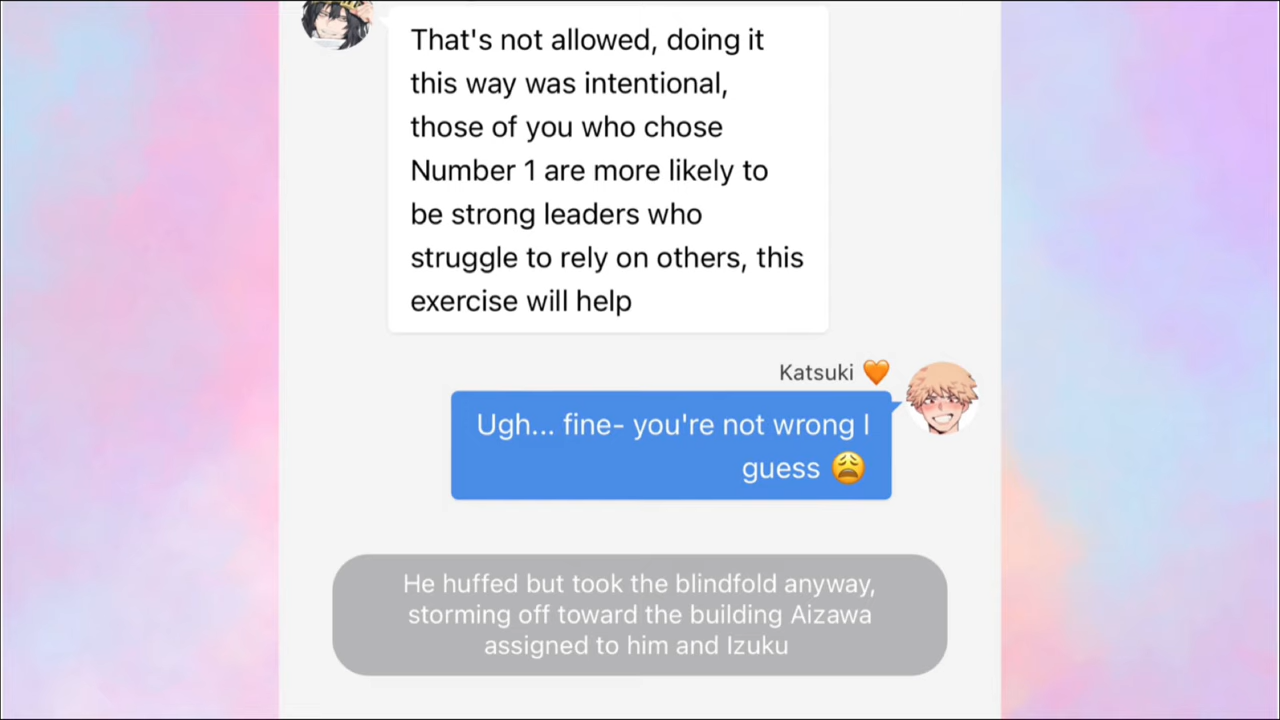 That's not allowed, doing it
this way was intentional,
those of you who chose
Number 1 are more likely to
be strong leaders who
struggle to rely on others, this
exercise will help
Katsuki 🧡
Ugh... fine- you're not wrong I
guess 😩
He huffed but took the blindfold anyway,
storming off toward the building Aizawa
assigned to him and Izuku